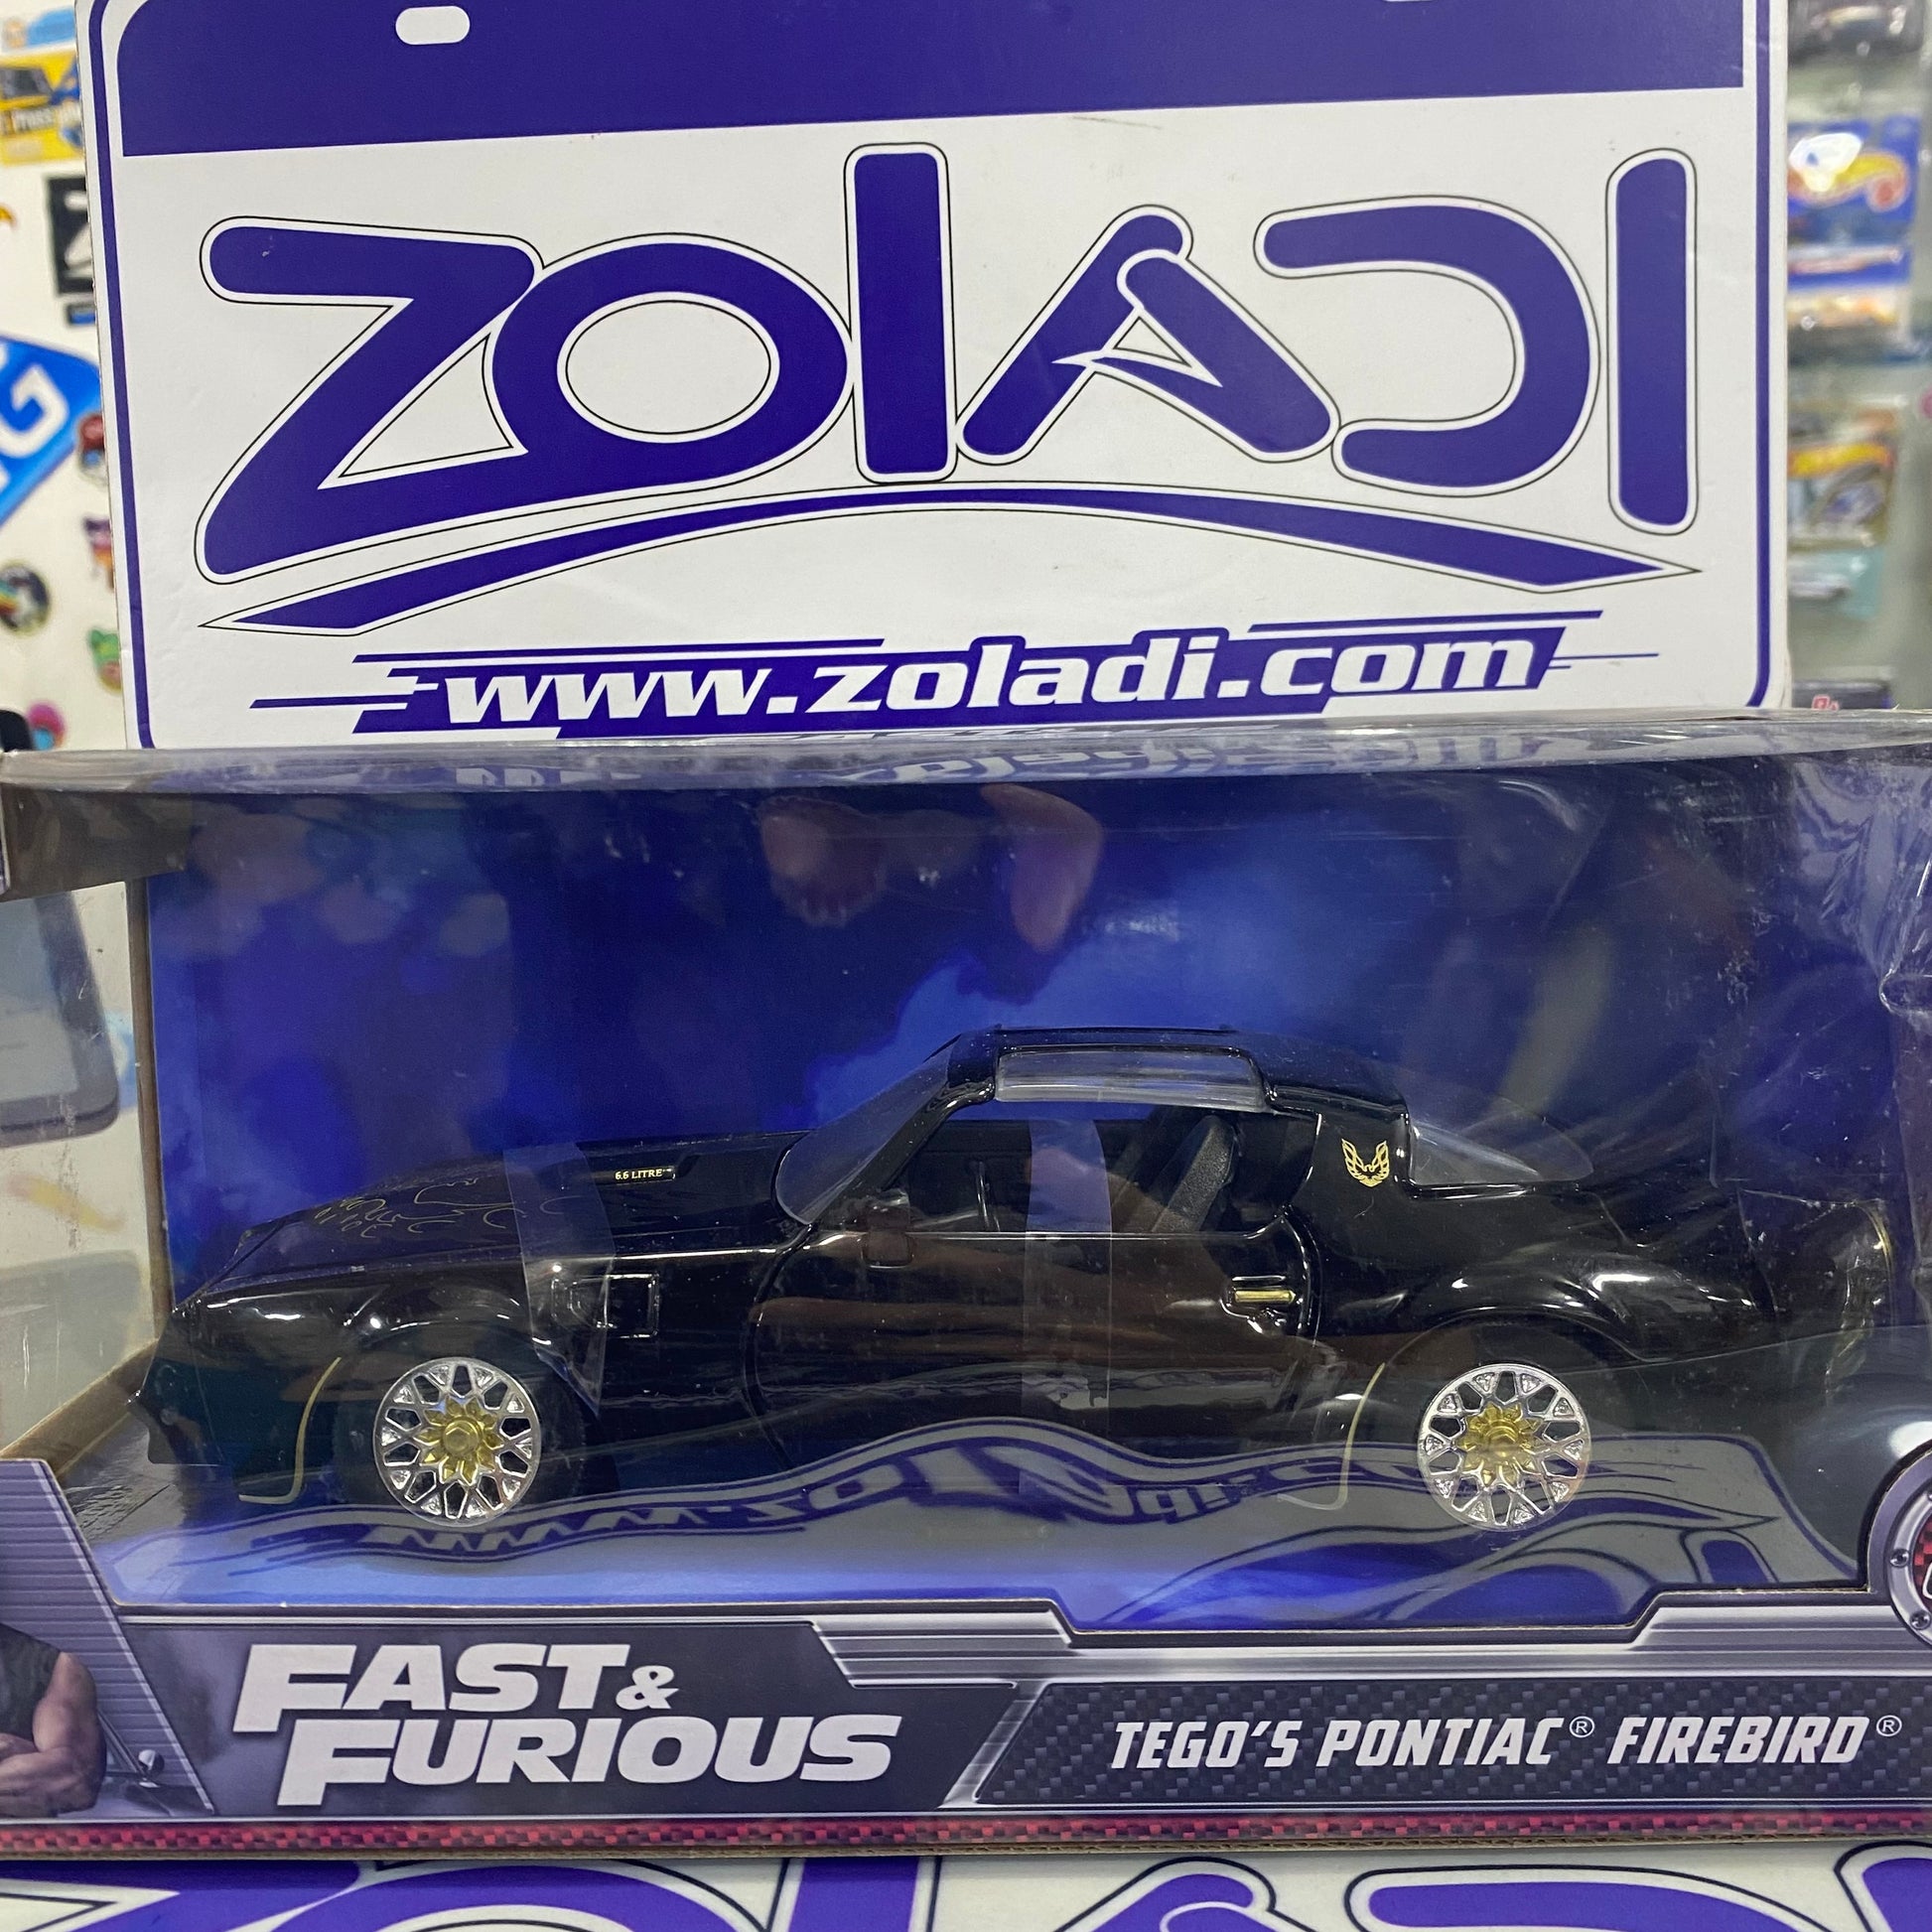 ZOlADI
www.zoladi.com
6.6 LITRE
FAST &
FURIOUS
TEGO'S PONTIAC® FIREBIRD®